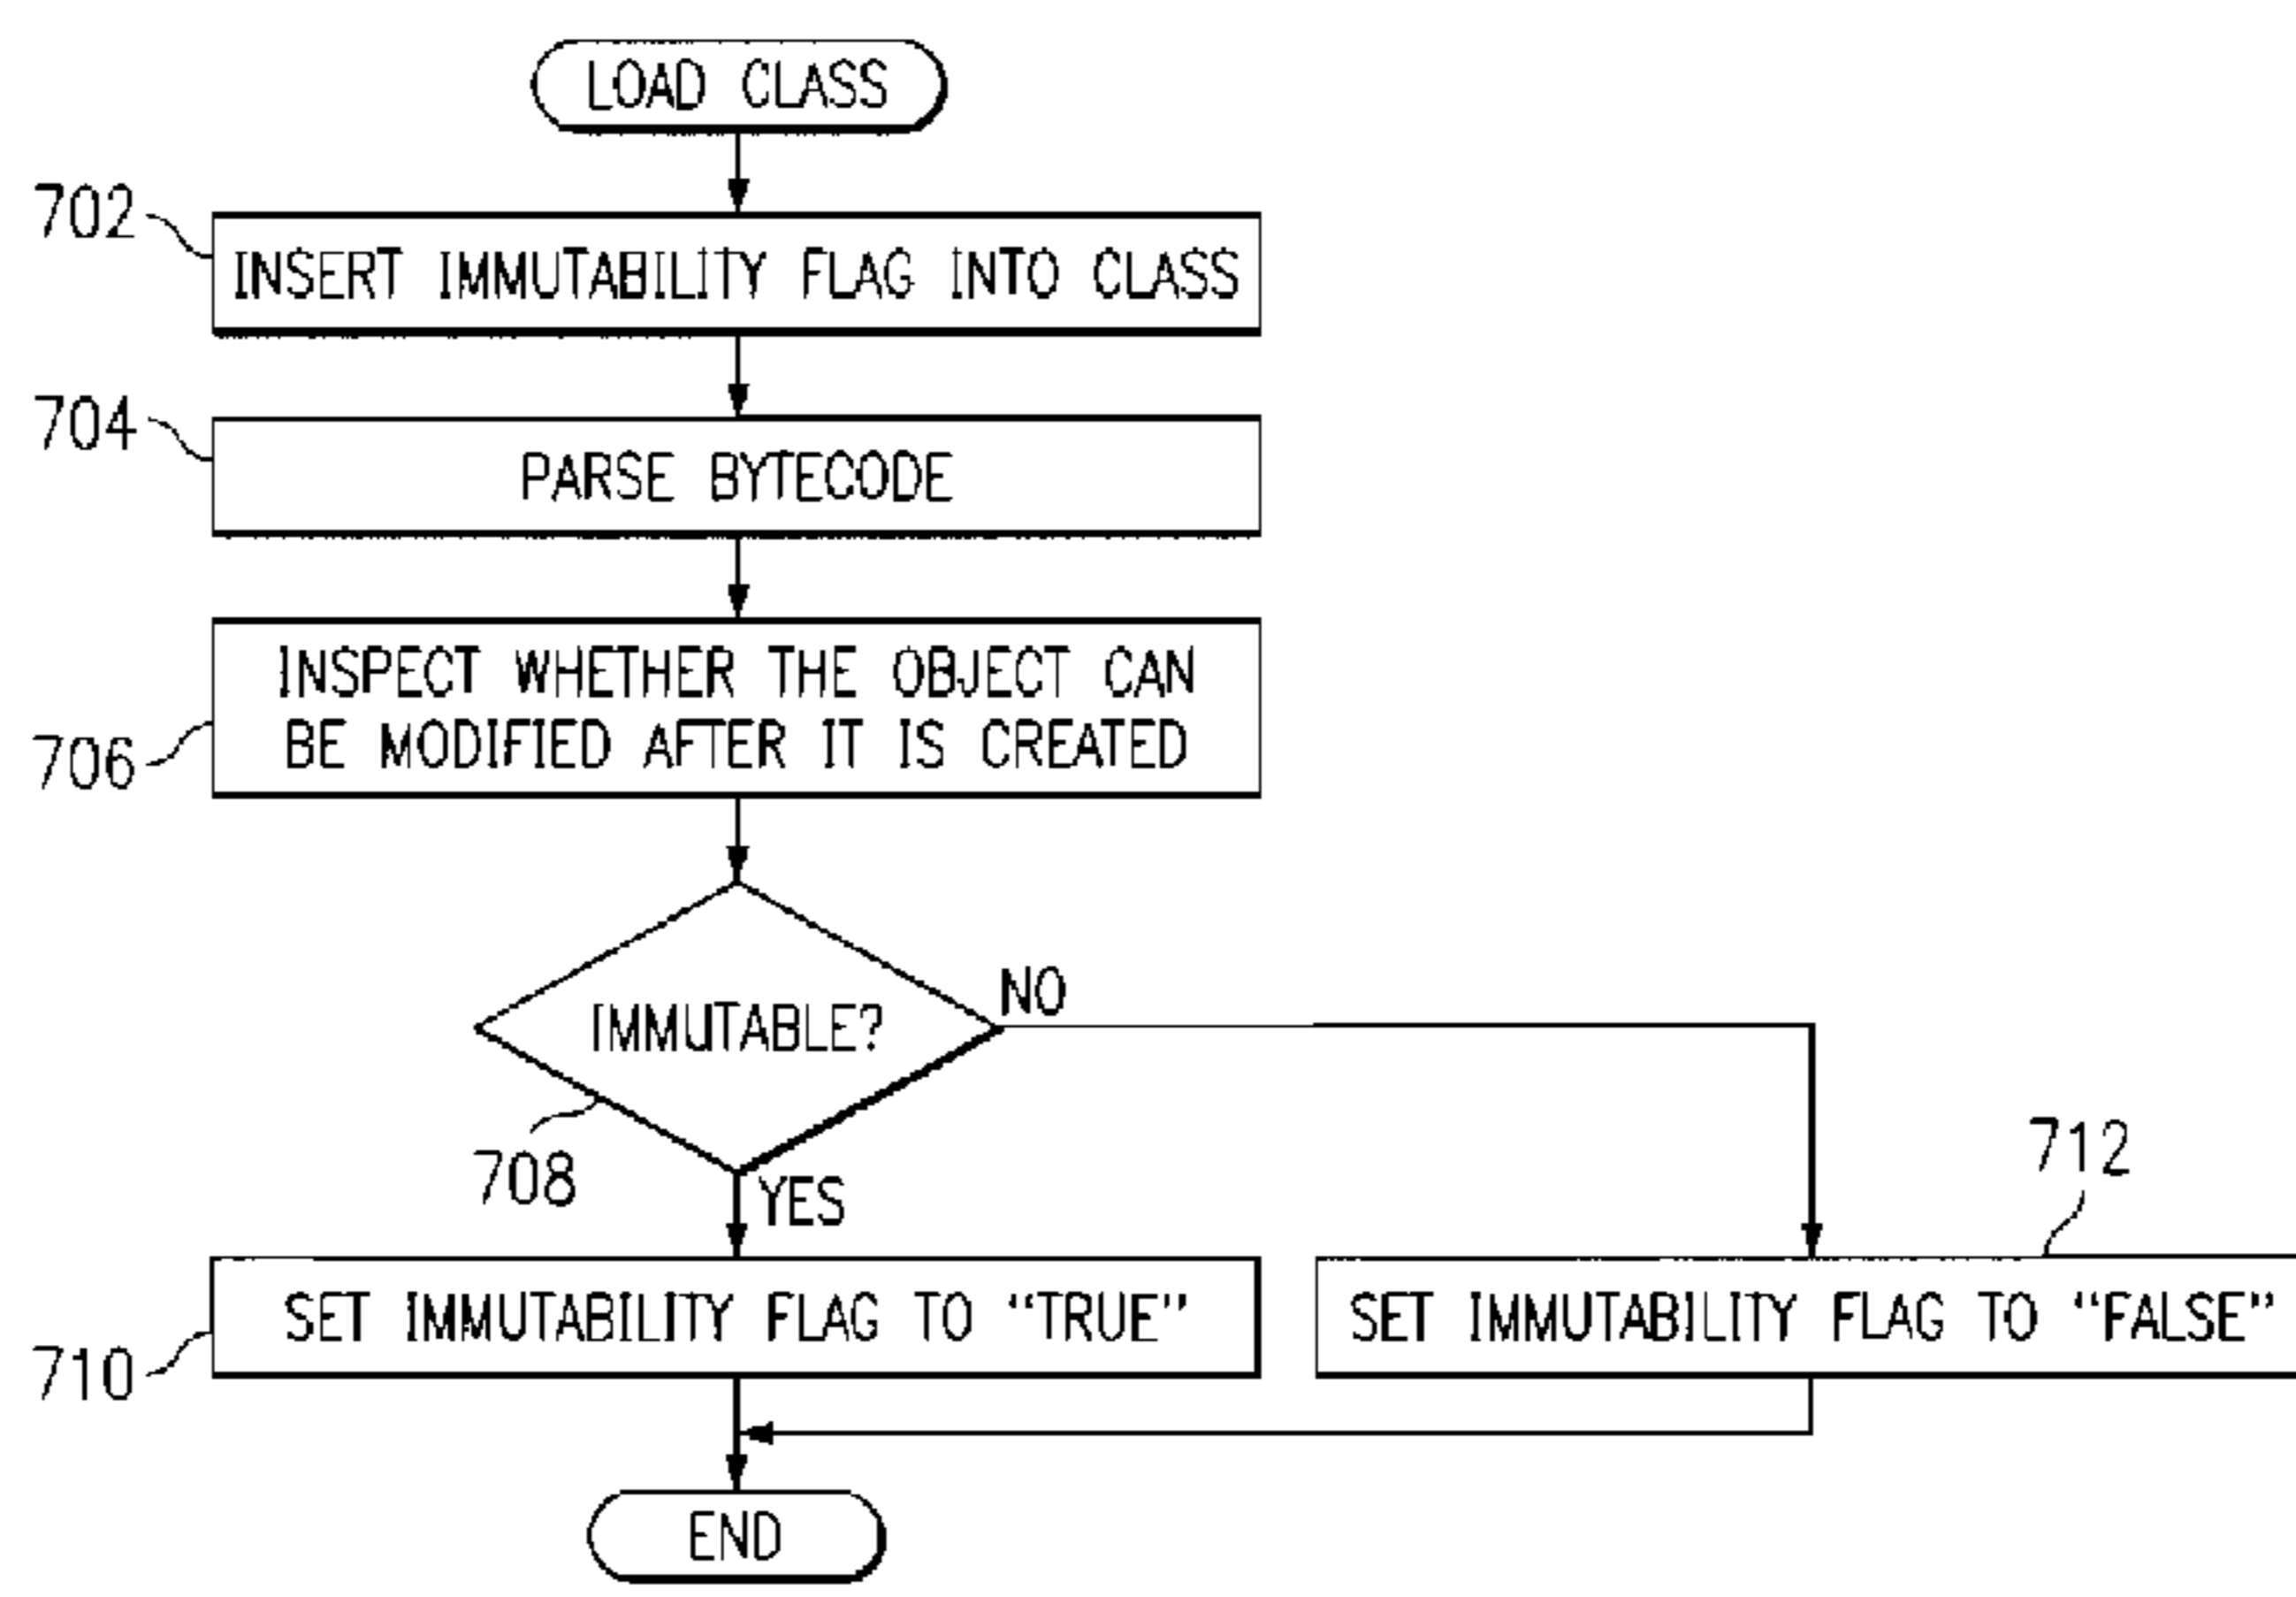 LOAD CLASS
702
INSERT IMMUTABILITY FLAG INTO CLASS
704
PARSE BYTECODE
INSPECT WHETHER THE OBJECT CAN
BE MODIFIED AFTER IT IS CREATED
706
IMMUTABLE?
NO
708
YES
712
SET IMMUTABILITY FLAG TO “TRUE”
SET IMMUTABILITY FLAG TO “FALSE”
710
END